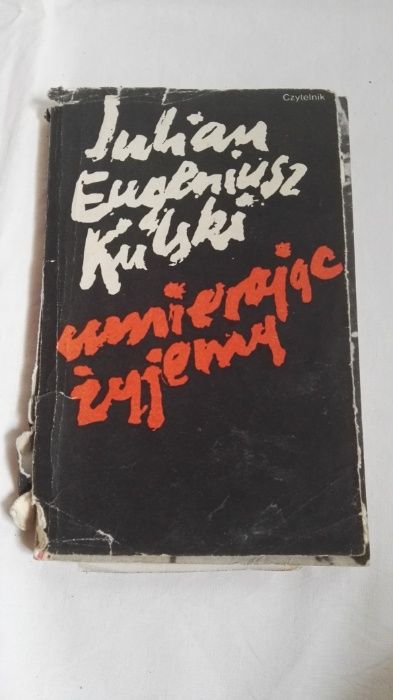 Czytelnik
Julian
Eugeniusz
Kulski
umierając
żyjemy